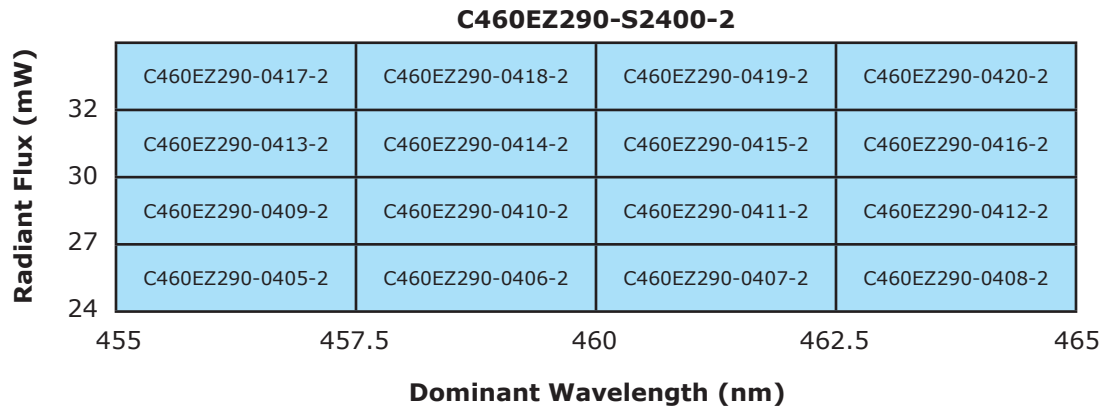 C460EZ290-S2400-2
Radiant Flux (mW)
C460EZ290-0417-2 C460EZ290-0418-2 C460EZ290-0419-2 C460EZ290-0420-2
32
C460EZ290-0413-2 C460EZ290-0414-2 C460EZ290-0415-2 C460EZ290-0416-2
30
C460EZ290-0409-2 C460EZ290-0410-2 C460EZ290-0411-2 C460EZ290-0412-2
27
C460EZ290-0405-2 C460EZ290-0406-2 C460EZ290-0407-2 C460EZ290-0408-2
24
455 457.5 460 462.5 465
Dominant Wavelength (nm)